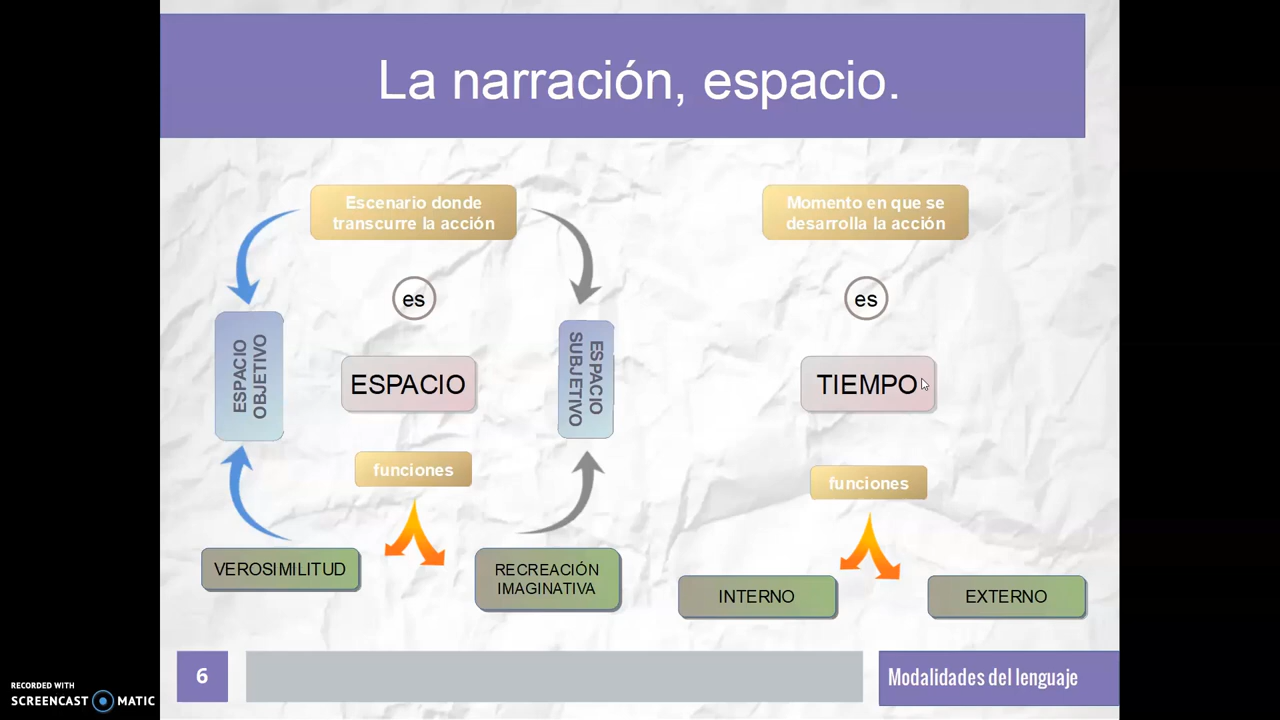 La narración, espacio.
Escenario donde
transcurre la acción
Momento en que se
desarrolla la acción
es
es
ESPACIO
OBJETIVO
ESPACIO
ESPACIO
SUBJETIVO
TIEMPO
funciones
funciones
VEROSIMILITUD
RECREACIÓN
IMAGINATIVA
INTERNO
EXTERNO
6
Modalidades del lenguaje
RECORDED WITH
SCREENCAST MATIC